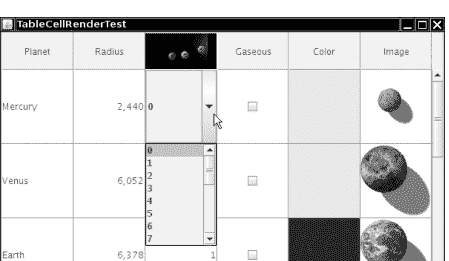 TableCellRenderTest
Planet Radius Gaseous Color Image
Mercury 2,440 0
0
1
2
Venus 6,052
3
4
5
6
7
Earth 6,378 1